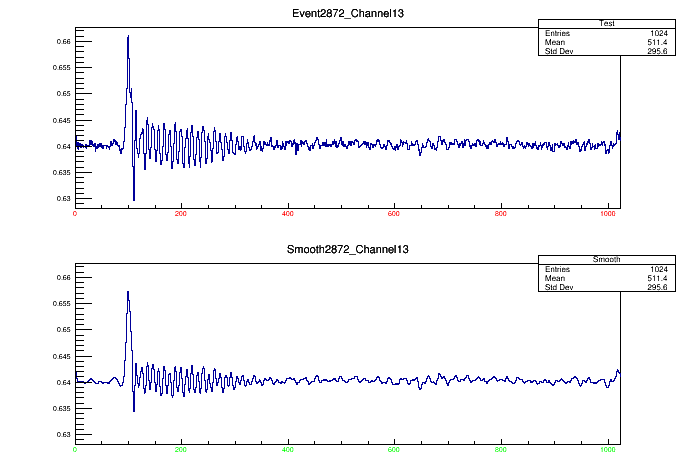 Event2872_Channel13
Test
Entries 1024
Mean 511.4
Std Dev 295.6
0.66
0.655
0.65
0.645
0.64
0.635
0.63
0 200 400 600 800 1000
Smooth2872_Channel13
Smooth
Entries 1024
Mean 511.4
Std Dev 295.6
0.66
0.655
0.65
0.645
0.64
0.635
0.63
0 200 400 600 800 1000